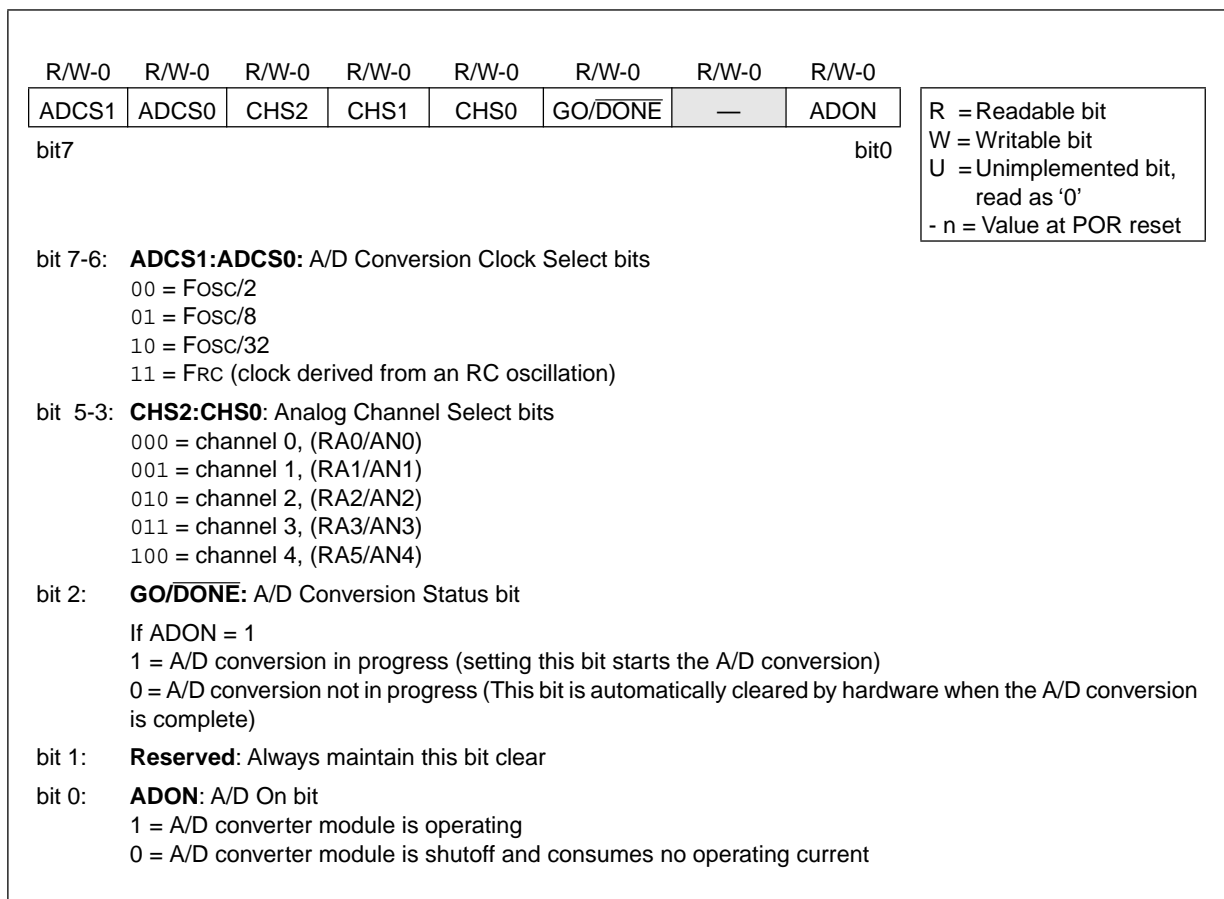 R/W-0 R/W-0 R/W-0 R/W-0 R/W-0 R/W-0 R/W-0 R/W-0
ADCS1 ADCS0 CHS2 CHS1 CHS0 GO/DONE — ADON
bit7 bit0
R = Readable bit
W = Writable bit
U = Unimplemented bit,
read as ‘0’
- n = Value at POR reset
bit 7-6: ADCS1:ADCS0: A/D Conversion Clock Select bits
00 = FOSC/2
01 = FOSC/8
10 = FOSC/32
11 = FRC (clock derived from an RC oscillation)
bit 5-3: CHS2:CHS0: Analog Channel Select bits
000 = channel 0, (RA0/AN0)
001 = channel 1, (RA1/AN1)
010 = channel 2, (RA2/AN2)
011 = channel 3, (RA3/AN3)
100 = channel 4, (RA5/AN4)
bit 2: GO/DONE: A/D Conversion Status bit
If ADON = 1
1 = A/D conversion in progress (setting this bit starts the A/D conversion)
0 = A/D conversion not in progress (This bit is automatically cleared by hardware when the A/D conversion
is complete)
bit 1: Reserved: Always maintain this bit clear
bit 0: ADON: A/D On bit
1 = A/D converter module is operating
0 = A/D converter module is shutoff and consumes no operating current